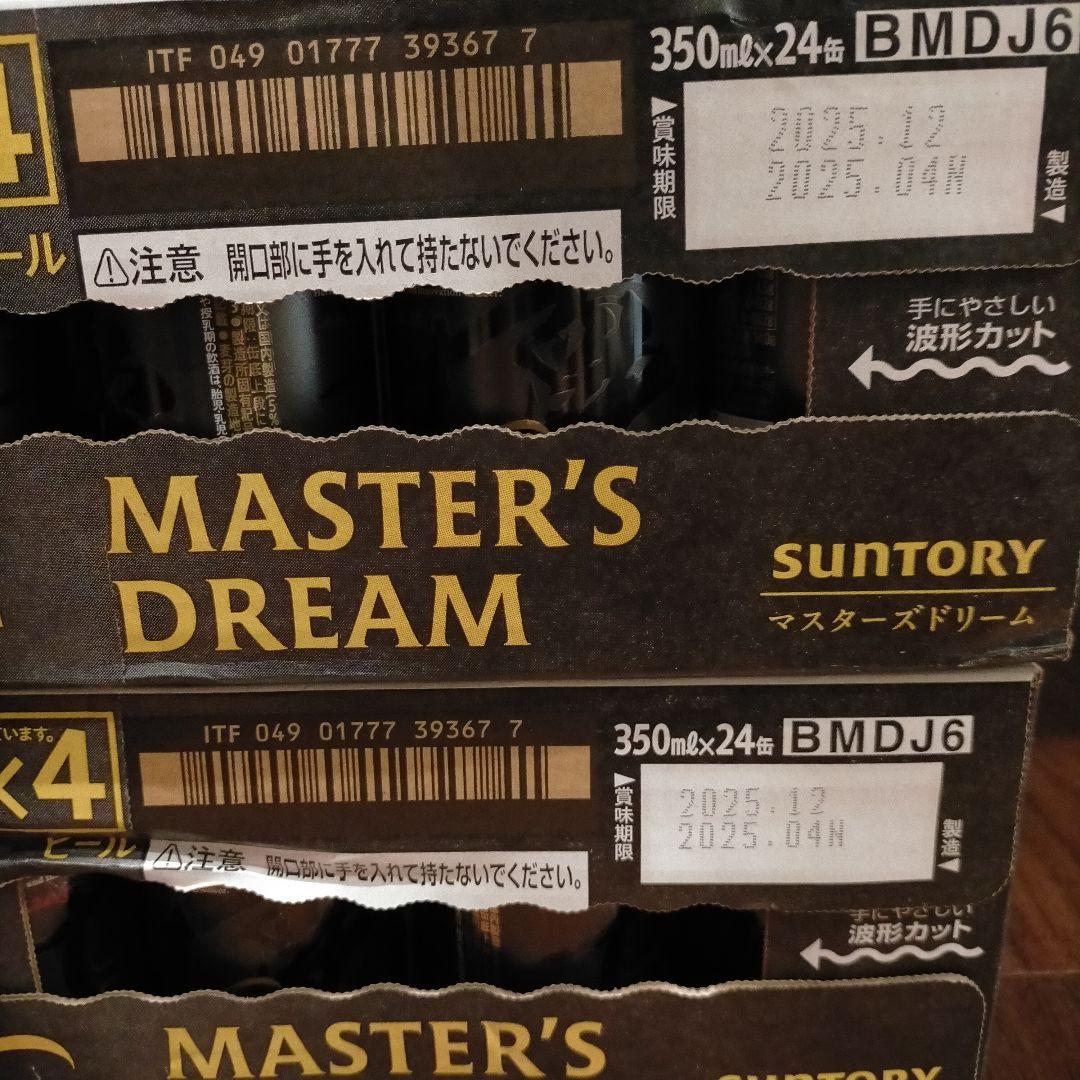 4
ール
ITF 049 01777 39367 7
350ml×24缶 BMDJ6
▶賞味期限
2025.12
2025.04N
製造◀
⚠注意 開口部に手を入れて持たないでください。
手にやさしい
波形カット
MASTER'S
DREAM
SUNTORY
マスターズドリーム
います。
×4
ビール
ITF 049 01777 39367 7
350ml×24缶 BMDJ6
▶賞味期限
2025.12
2025.04N
製造◀
⚠注意 開口部に手を入れて持たないでください。
手にやさしい
波形カット
MASTER'S
SUNTORY